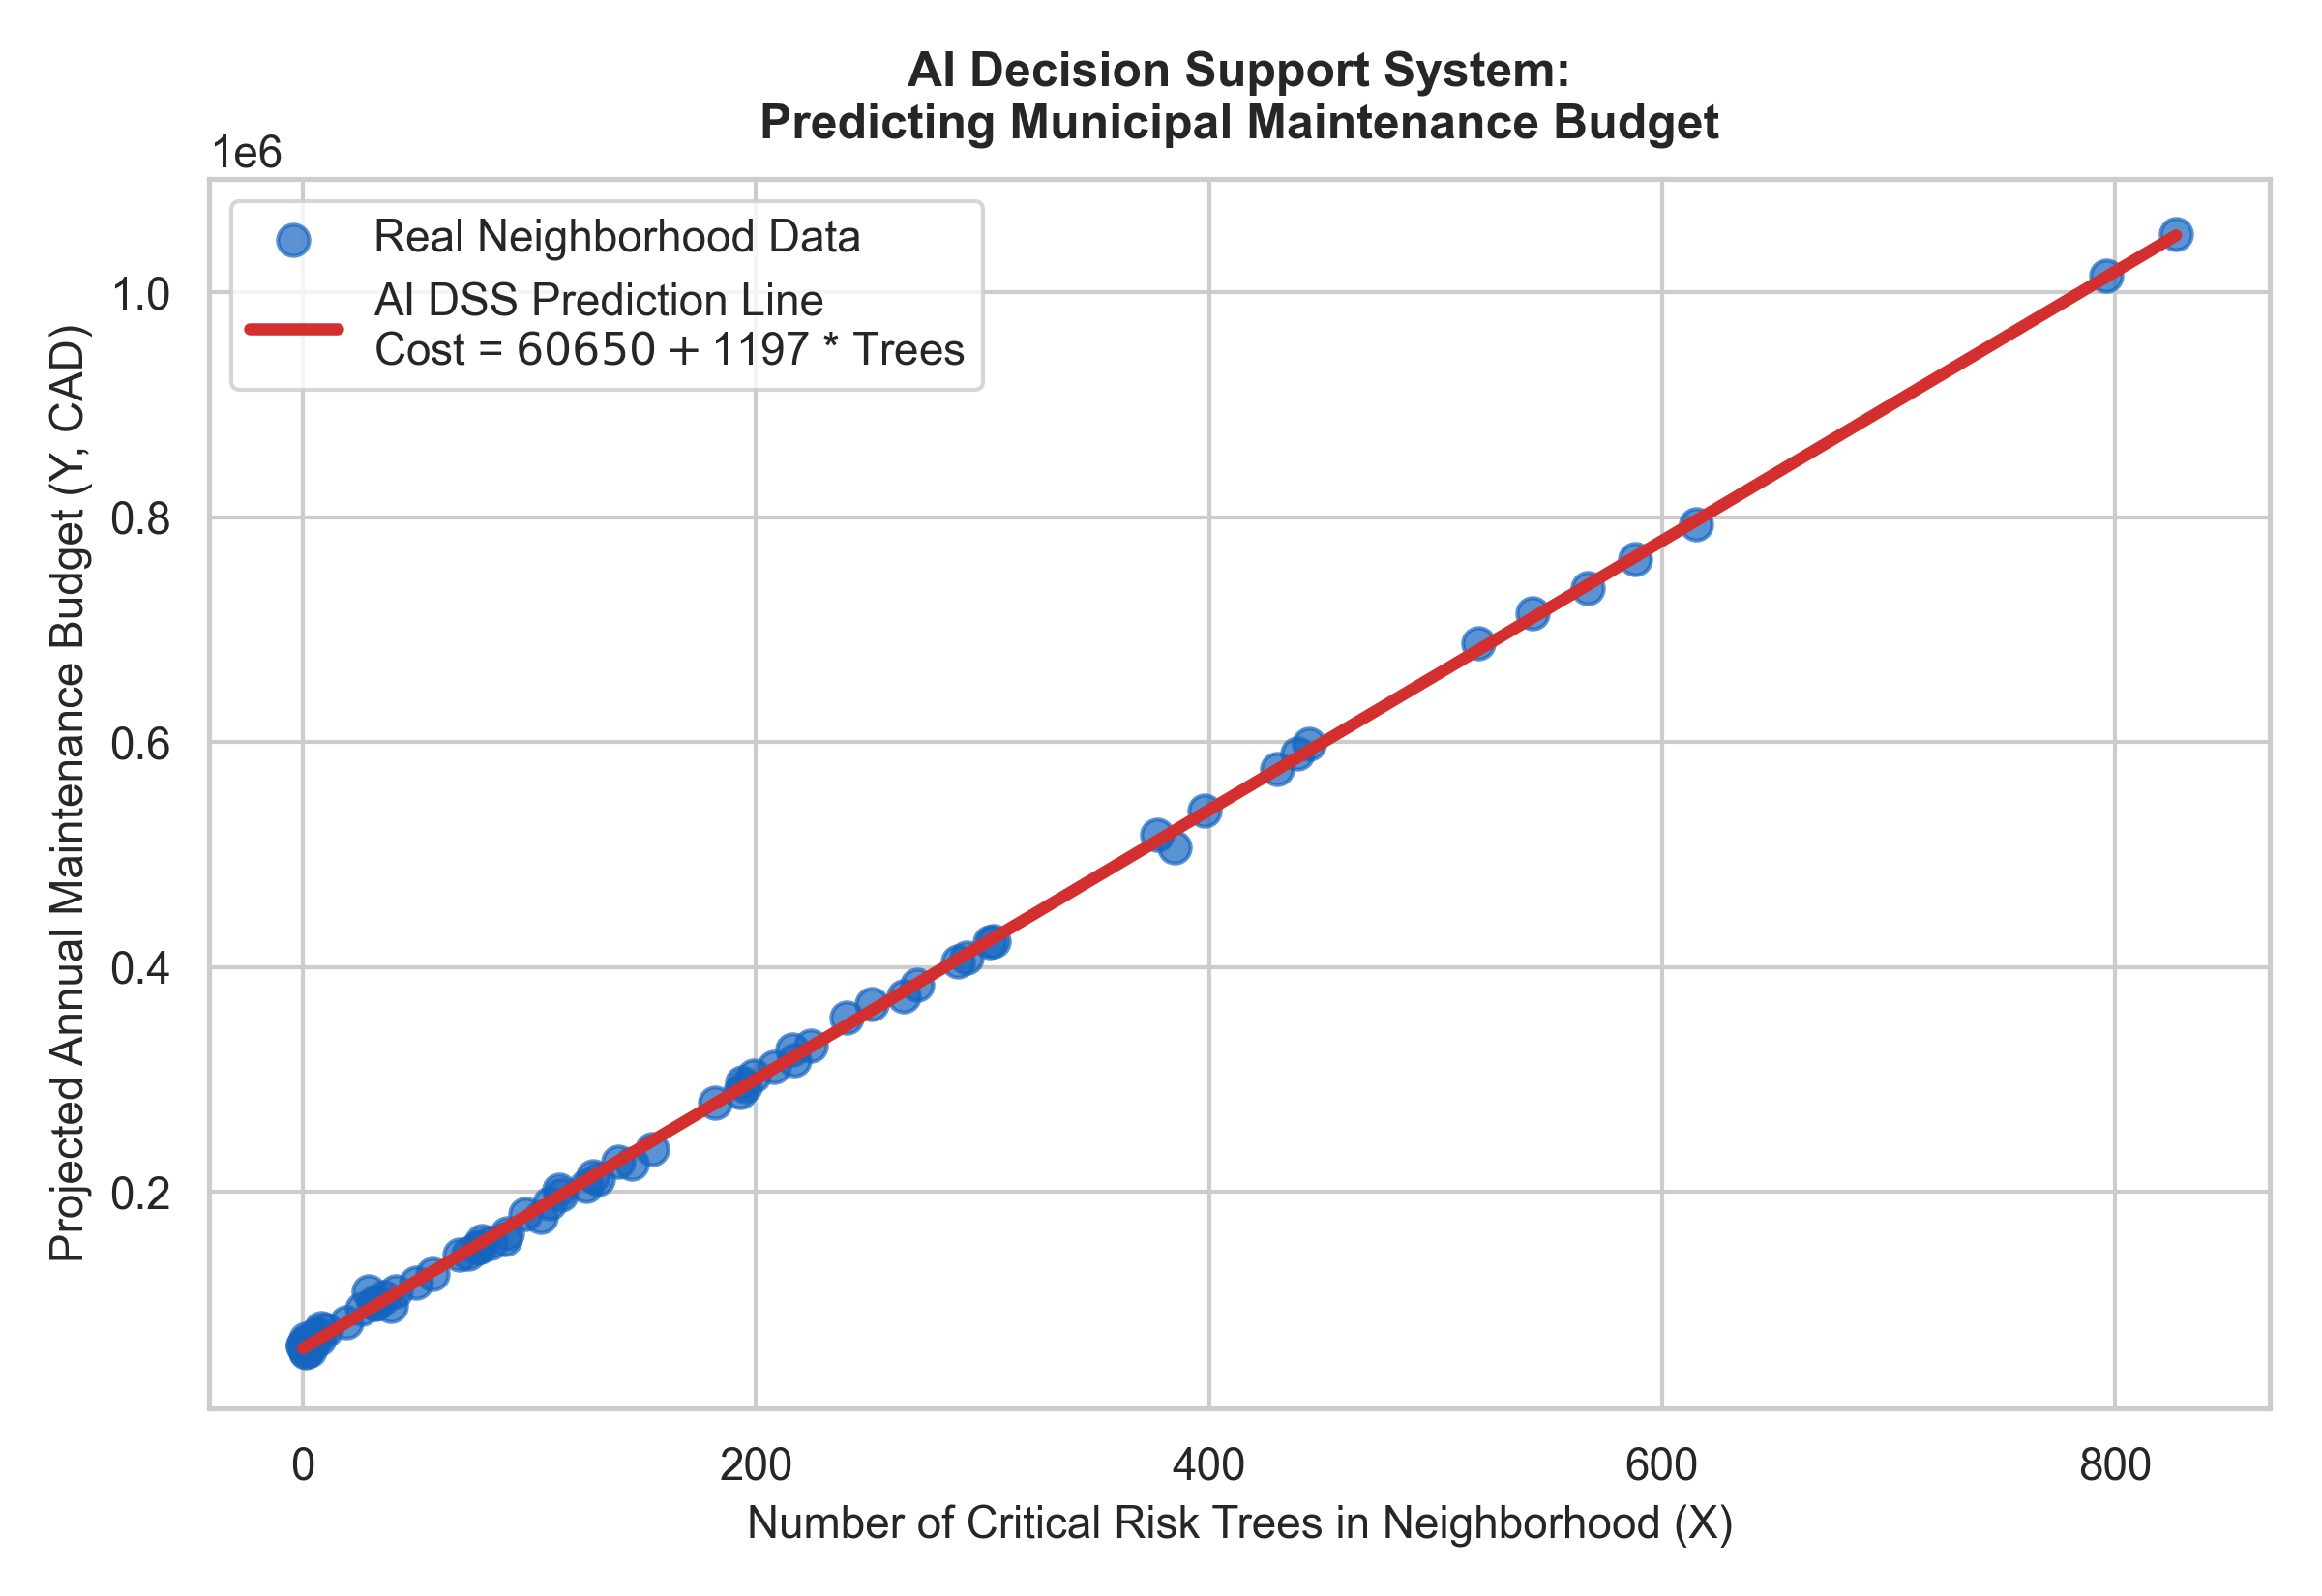 AI Decision Support System:
Predicting Municipal Maintenance Budget
1e6
Real Neighborhood Data
AI DSS Prediction Line
Cost = 60650 + 1197 * Trees
Projected Annual Maintenance Budget (Y, CAD)
1.0
0.8
0.6
0.4
0.2
0 200 400 600 800
Number of Critical Risk Trees in Neighborhood (X)